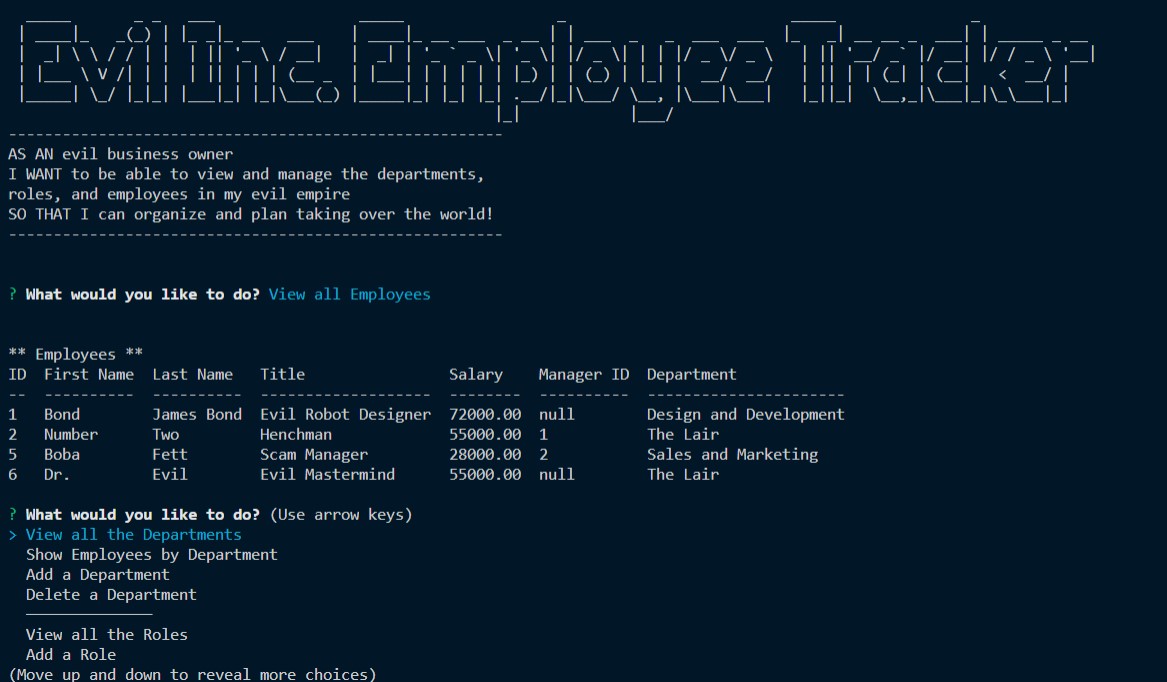 Evil Inc. Employee Tracker
-------------------------------------------------------
AS AN evil business owner
I WANT to be able to view and manage the departments,
roles, and employees in my evil empire
SO THAT I can organize and plan taking over the world!
-------------------------------------------------------
? What would you like to do? View all Employees
** Employees **
ID  First Name  Last Name   Title                Salary    Manager ID  Department
--  ----------  ----------  -------------------  --------  ----------  ----------------------
1   Bond        James Bond  Evil Robot Designer  72000.00  null        Design and Development
2   Number      Two         Henchman             55000.00  1           The Lair
5   Boba        Fett        Scam Manager         28000.00  2           Sales and Marketing
6   Dr.         Evil        Evil Mastermind      55000.00  null        The Lair
? What would you like to do? (Use arrow keys)
> View all the Departments
  Show Employees by Department
  Add a Department
  Delete a Department
  ──────────────
  View all the Roles
  Add a Role
(Move up and down to reveal more choices)